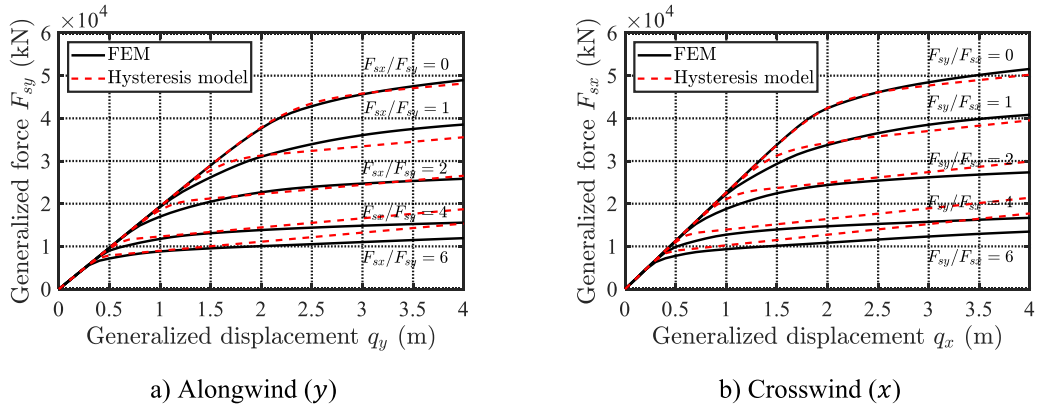 ×10⁴
Generalized force F_sy (kN)
6
5
4
3
2
1
0
FEM
Hysteresis model
F_sx/F_sy = 0
F_sx/F_sy = 1
F_sx/F_sy = 2
F_sx/F_sy = 4
F_sx/F_sy = 6
0 0.5 1 1.5 2 2.5 3 3.5 4
Generalized displacement q_y (m)
a) Alongwind (y)
×10⁴
Generalized force F_sx (kN)
6
5
4
3
2
1
0
FEM
Hysteresis model
F_sy/F_sx = 0
F_sy/F_sx = 1
F_sy/F_sx = 2
F_sy/F_sx = 4
F_sy/F_sx = 6
0 0.5 1 1.5 2 2.5 3 3.5 4
Generalized displacement q_x (m)
b) Crosswind (x)